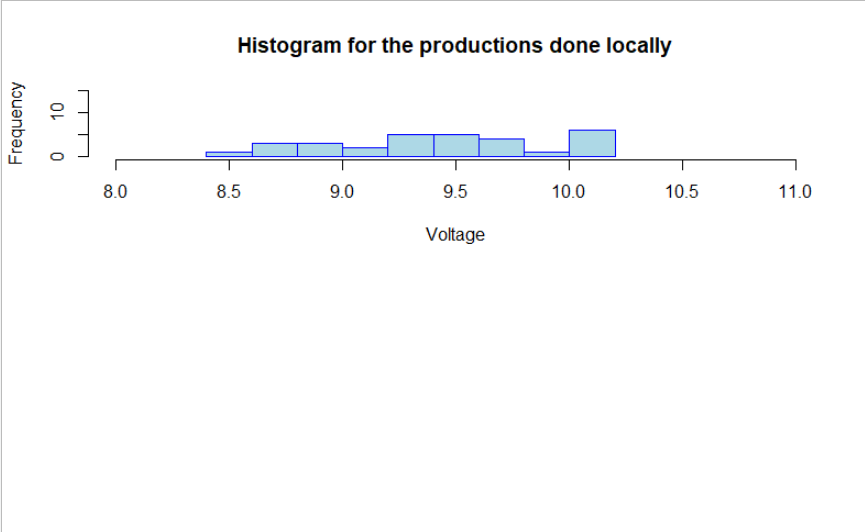 Histogram for the productions done locally
Frequency
10
0
8.0 8.5 9.0 9.5 10.0 10.5 11.0
Voltage